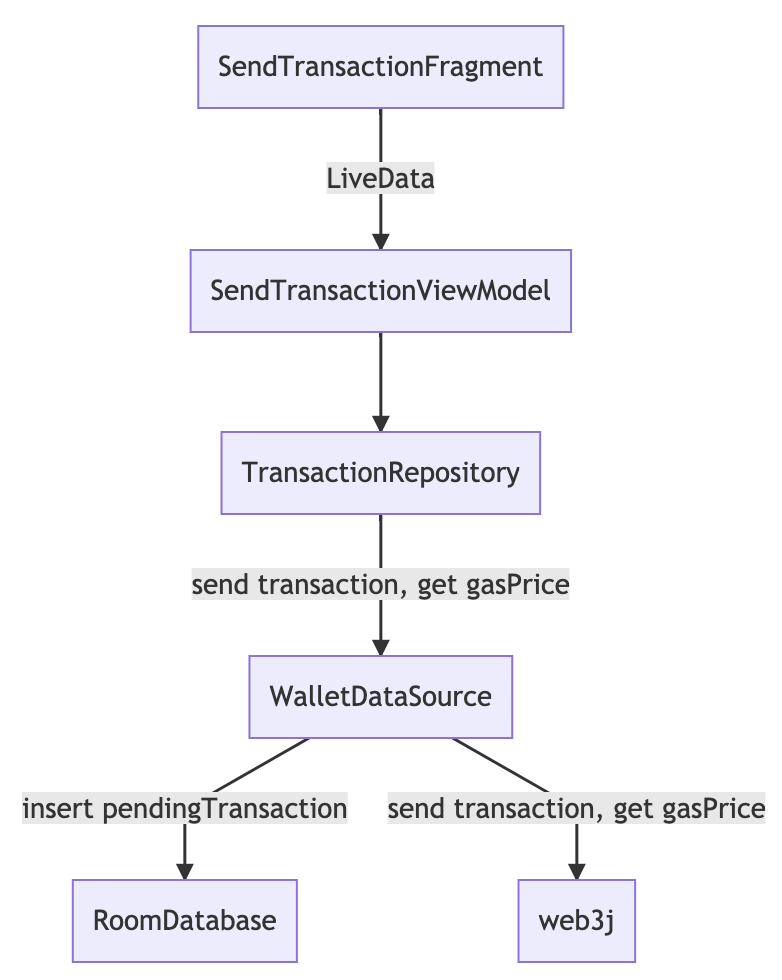 SendTransactionFragment
LiveData
SendTransactionViewModel
TransactionRepository
send transaction, get gasPrice
WalletDataSource
insert pendingTransaction
send transaction, get gasPrice
RoomDatabase
web3j